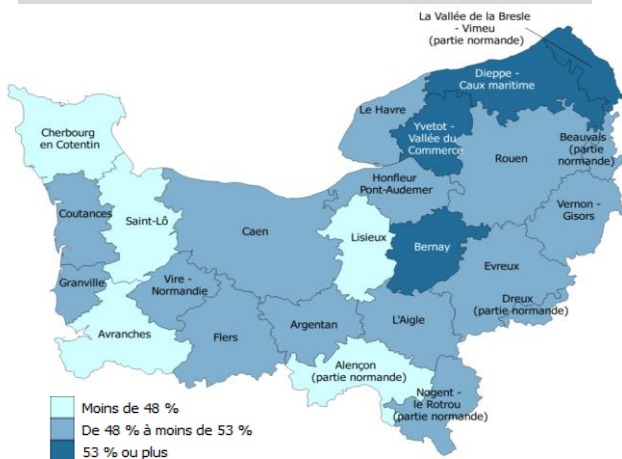 La Vallée de la Bresle
- Vimeu
(partie normande)
Dieppe -
Caux maritime
Le Havre
Yvetot -
Vallée du
Commerce
Cherbourg
en Cotentin
Beauvais -
(partie
normande)
Rouen
Honfleur
Pont-Audemer
Coutances
Saint-Lô
Caen
Lisieux
Bernay
Vernon -
Gisors
Evreux
Granville
Vire -
Normandie
Dreux
(partie normande)
Avranches
Flers
Argentan
L'Aigle
Alençon
(partie normande)
Nogent -
le Rotrou
(partie normande)
Moins de 48 %
De 48 % à moins de 53 %
53 % ou plus